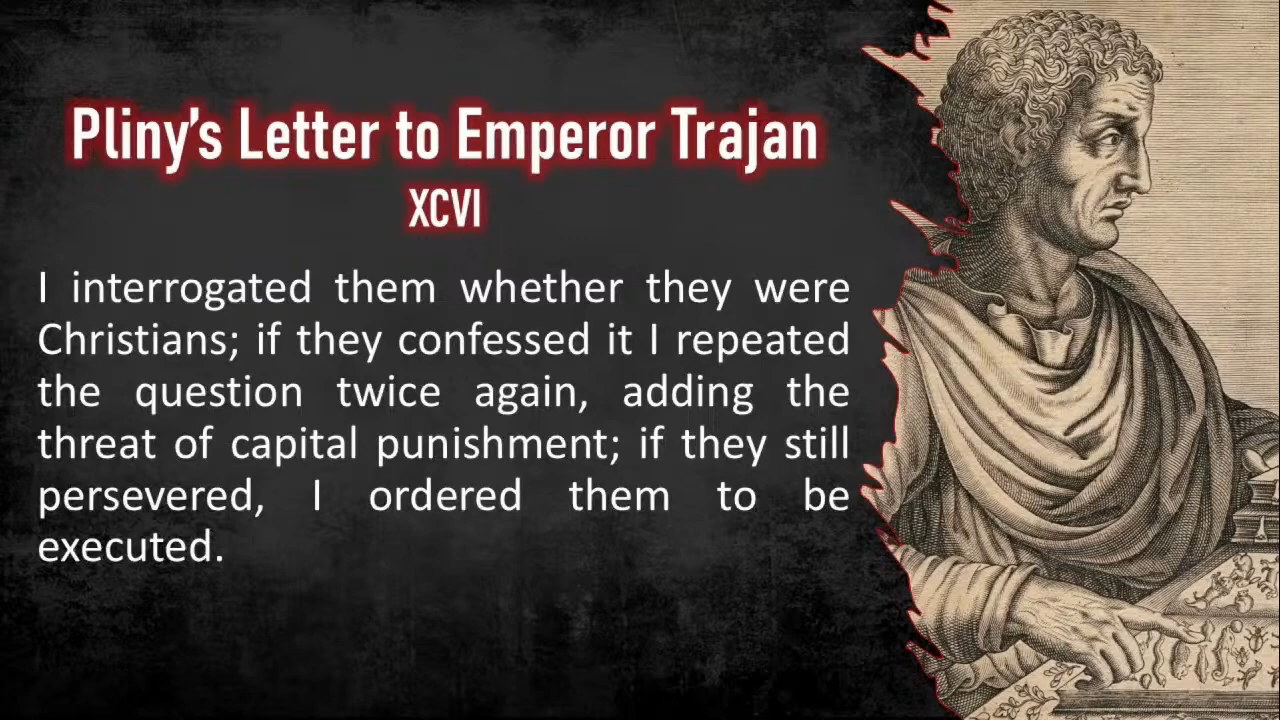 Pliny's Letter to Emperor Trajan
XCVI
I interrogated them whether they were
Christians; if they confessed it I repeated
the question twice again, adding the
threat of capital punishment; if they still
persevered, I ordered them to be
executed.